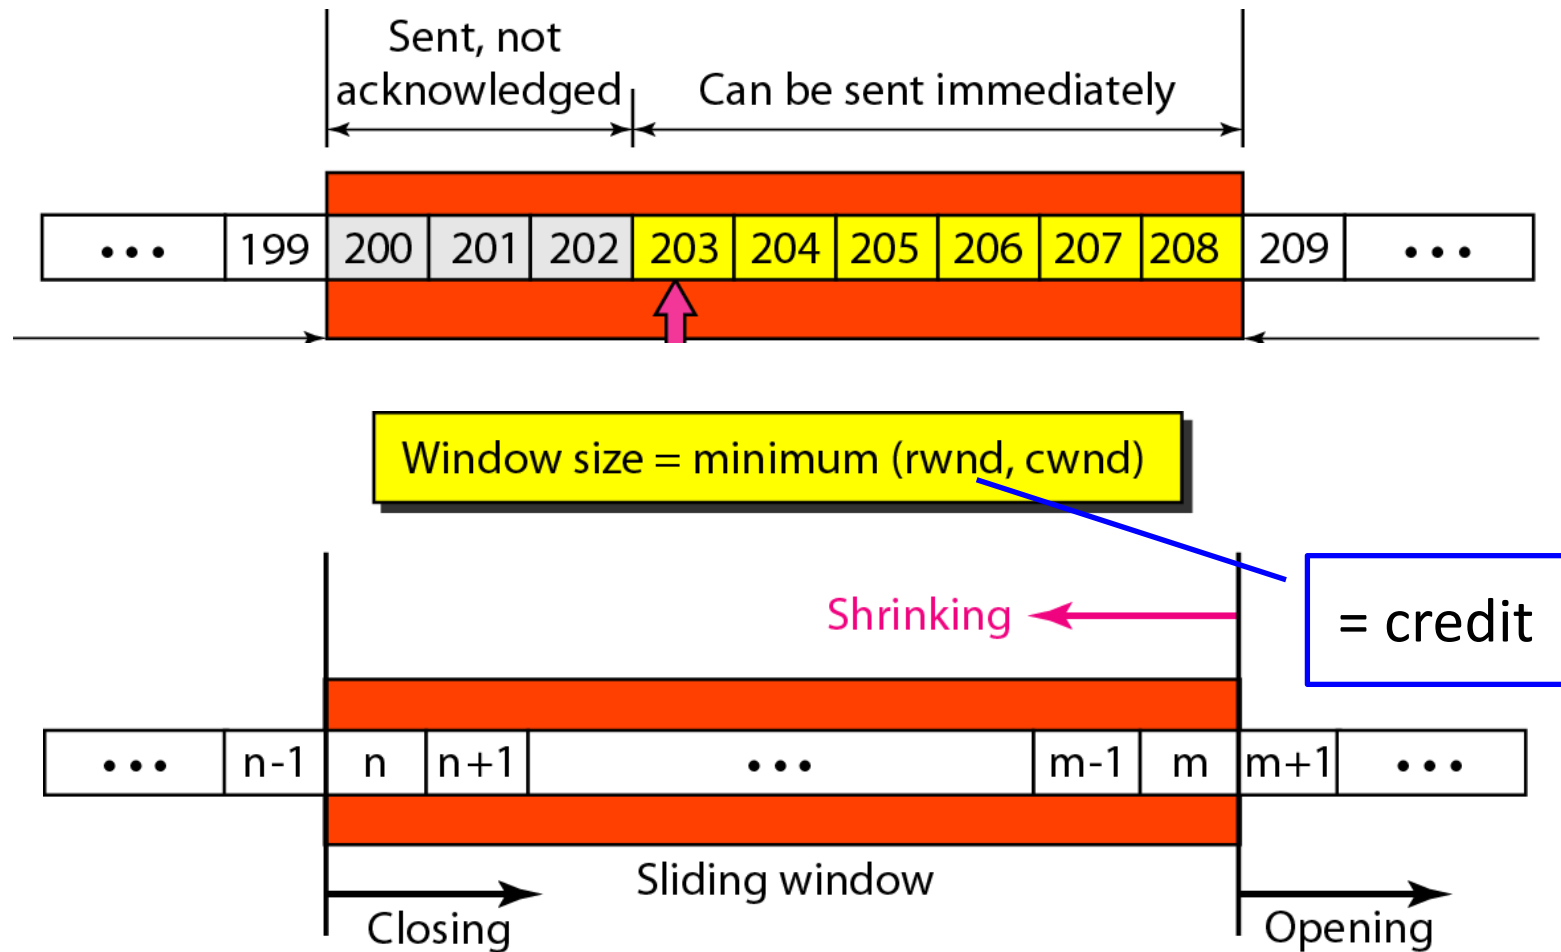 Sent, not
acknowledged
Can be sent immediately
••• 199 200 201 202 203 204 205 206 207 208 209 •••
Window size = minimum (rwnd, cwnd)
Shrinking
= credit
••• n-1 n n+1 ••• m-1 m m+1 •••
Sliding window
Closing
Opening